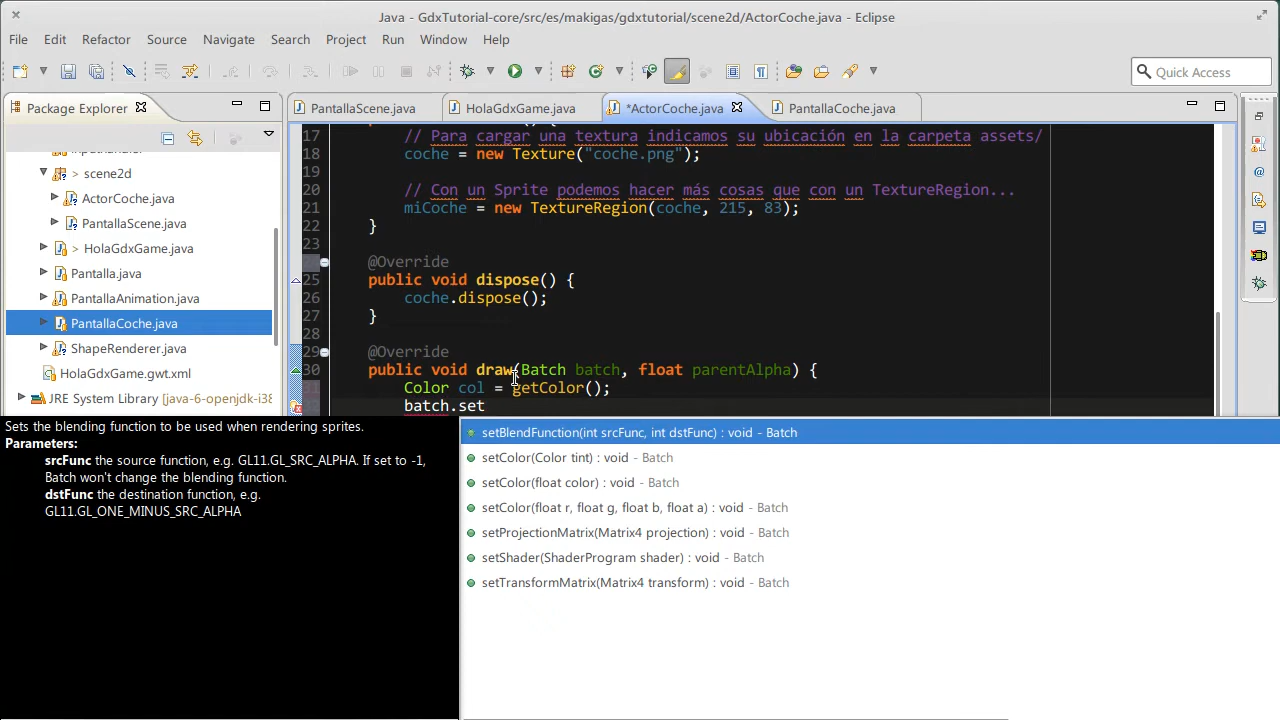 Java - GdxTutorial-core/src/es/makigas/gdxtutorial/scene2d/ActorCoche.java - Eclipse
File Edit Refactor Source Navigate Search Project Run Window Help
Quick Access
Package Explorer
PantallaScene.java HolaGdxGame.java *ActorCoche.java PantallaCoche.java
> scene2d
ActorCoche.java
PantallaScene.java
> HolaGdxGame.java
Pantalla.java
PantallaAnimation.java
PantallaCoche.java
ShapeRenderer.java
HolaGdxGame.gwt.xml
JRE System Library [java-6-openjdk-i38
17 // Para cargar una textura indicamos su ubicación en la carpeta assets/
18 coche = new Texture("coche.png");
19
20 // Con un Sprite podemos hacer más cosas que con un TextureRegion...
21 miCoche = new TextureRegion(coche, 215, 83);
22 }
23
@Override
25 public void dispose() {
26 coche.dispose();
27 }
28
29 @Override
30 public void draw(Batch batch, float parentAlpha) {
31 Color col = getColor();
batch.set
Sets the blending function to be used when rendering sprites.
Parameters:
srcFunc the source function, e.g. GL11.GL_SRC_ALPHA. If set to -1,
Batch won't change the blending function.
dstFunc the destination function, e.g.
GL11.GL_ONE_MINUS_SRC_ALPHA
setBlendFunction(int srcFunc, int dstFunc) : void - Batch
setColor(Color tint) : void - Batch
setColor(float color) : void - Batch
setColor(float r, float g, float b, float a) : void - Batch
setProjectionMatrix(Matrix4 projection) : void - Batch
setShader(ShaderProgram shader) : void - Batch
setTransformMatrix(Matrix4 transform) : void - Batch